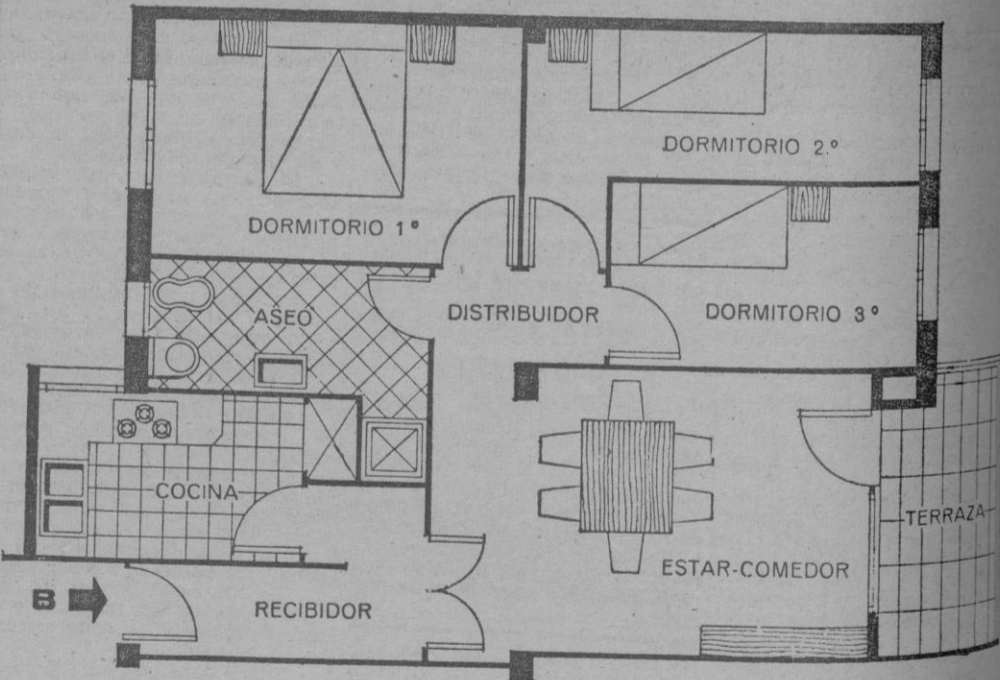 DORMITORIO 2.º
DORMITORIO 1º
ASEO
DISTRIBUIDOR
DORMITORIO 3º
COCINA
TERRAZA
ESTAR-COMEDOR
B
RECIBIDOR